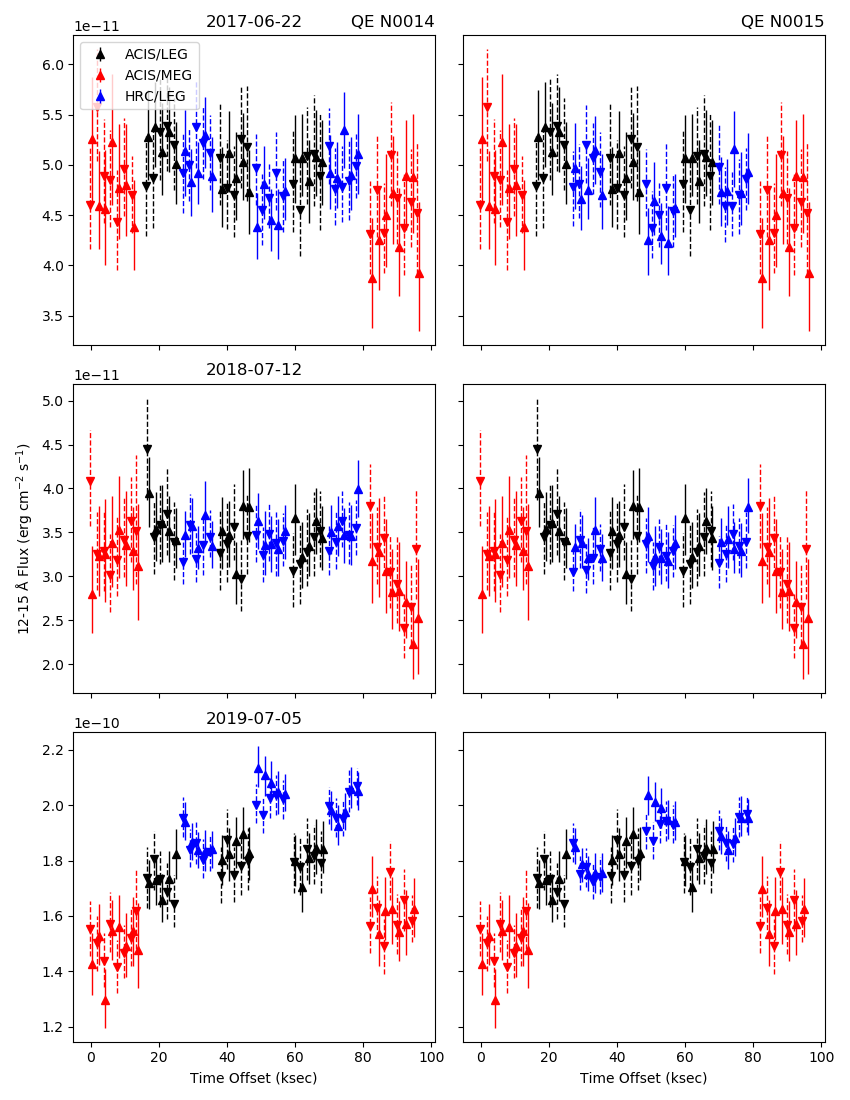 2017-06-22 QE N0014 QE N0015
1e−11
ACIS/LEG
ACIS/MEG
HRC/LEG
6.0
5.5
5.0
4.5
4.0
3.5
2018-07-12
1e−11
5.0
4.5
4.0
3.5
3.0
2.5
2.0
12-15 Å Flux (erg cm−2 s−1)
2019-07-05
1e−10
2.2
2.0
1.8
1.6
1.4
1.2
0 20 40 60 80 100 0 20 40 60 80 100
Time Offset (ksec) Time Offset (ksec)